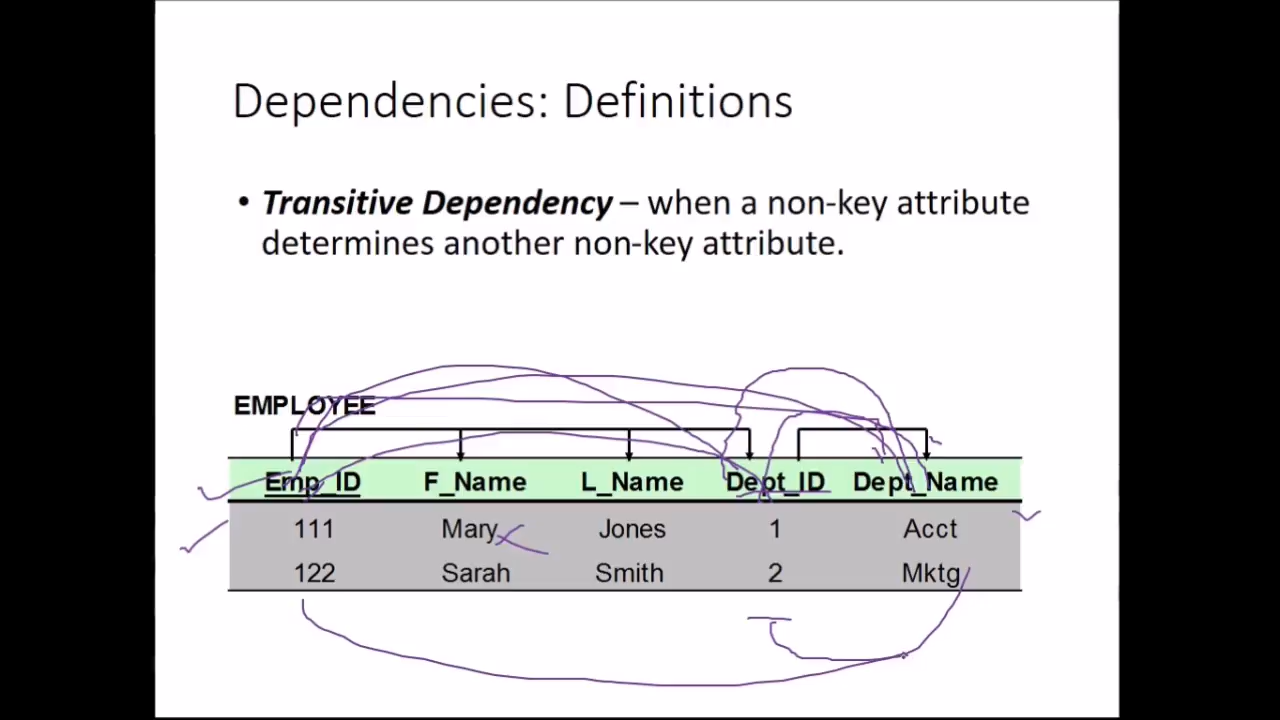 Dependencies: Definitions
• Transitive Dependency – when a non-key attribute
determines another non-key attribute.
EMPLOYEE
Emp_ID F_Name L_Name Dept_ID Dept_Name
111 Mary Jones 1 Acct
122 Sarah Smith 2 Mktg